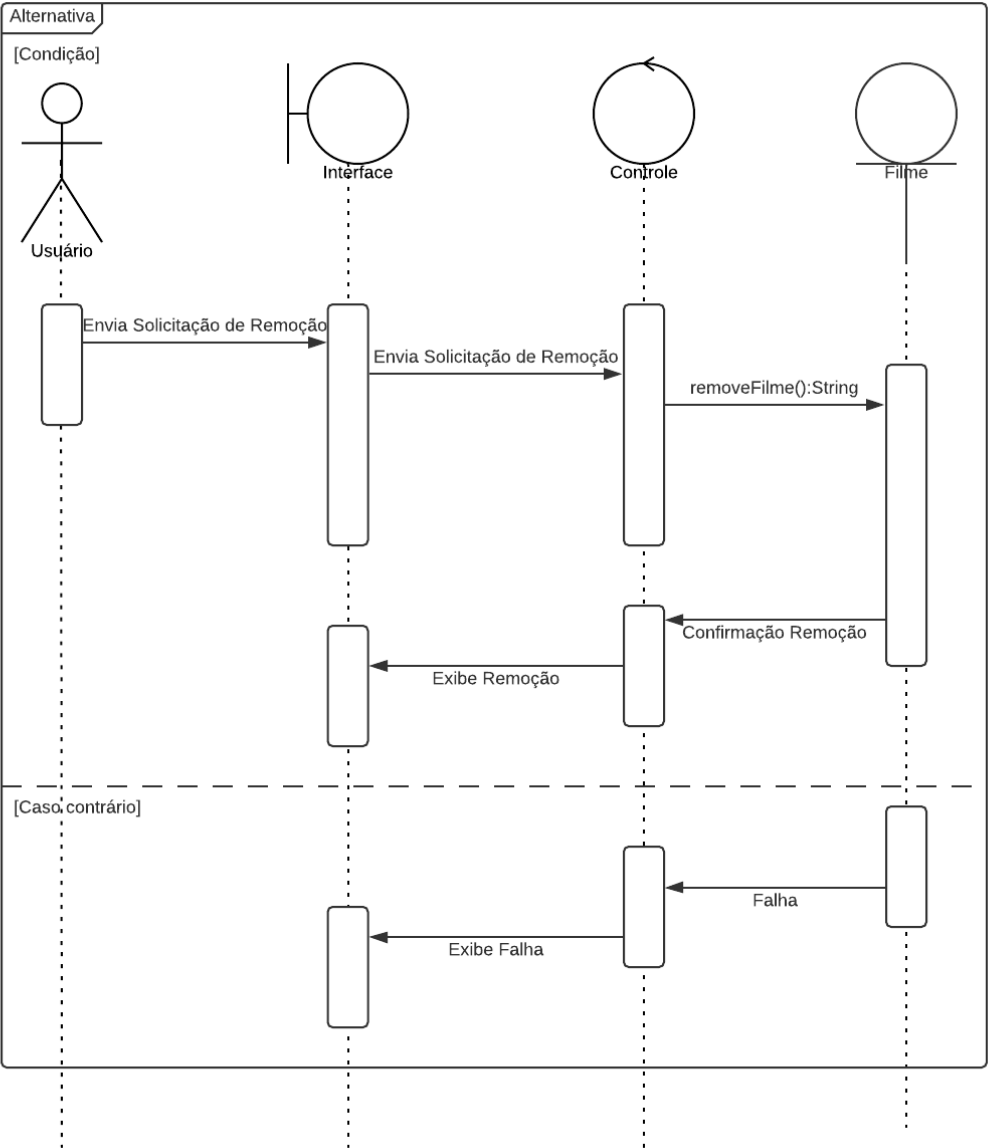 Alternativa
[Condição]
Usuário
Interface
Controle
Filme
Envia Solicitação de Remoção
Envia Solicitação de Remoção
removeFilme():String
Confirmação Remoção
Exibe Remoção
[Caso contrário]
Falha
Exibe Falha